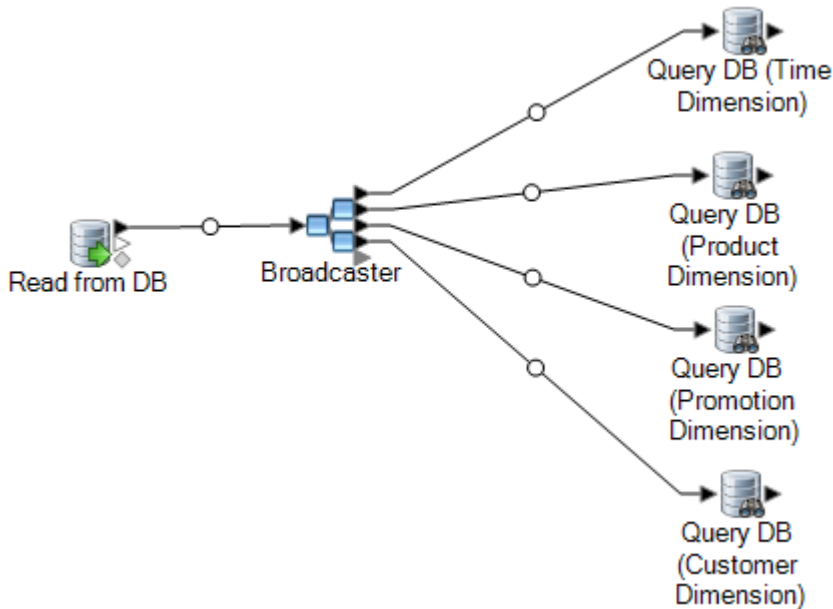 Read from DB
Broadcaster
Query DB (Time
Dimension)
Query DB
(Product
Dimension)
Query DB
(Promotion
Dimension)
Query DB
(Customer
Dimension)